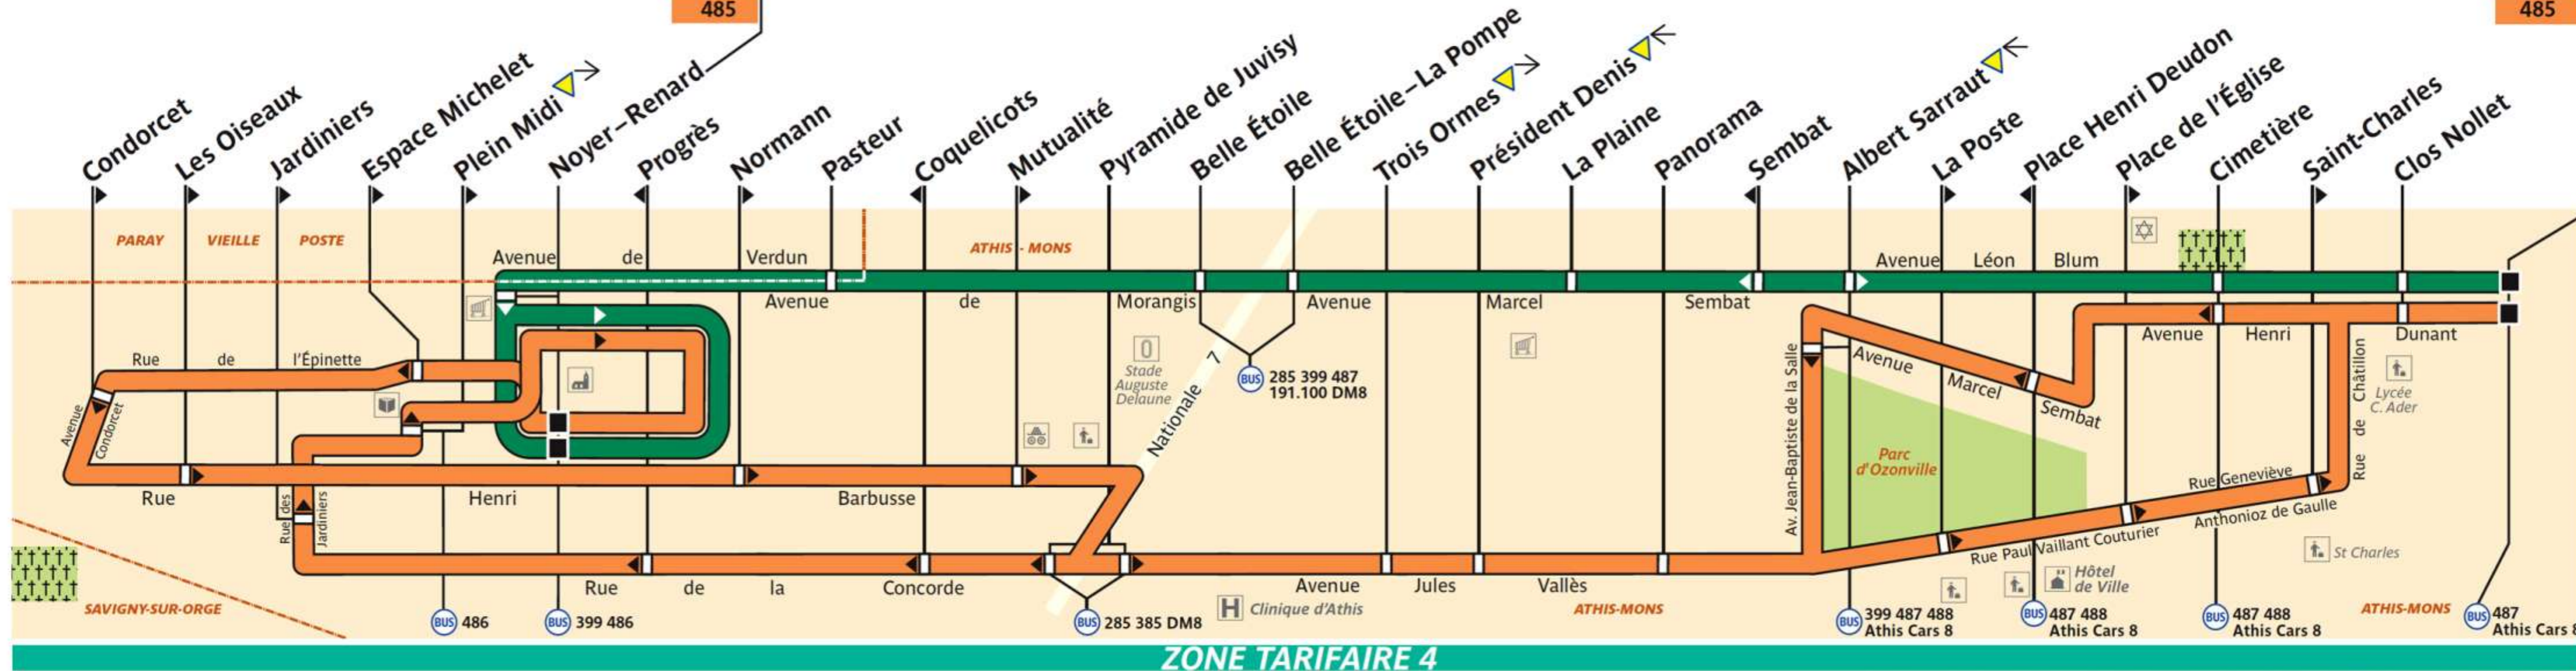 485
485
Condorcet
Les Oiseaux
Jardiniers
Espace Michelet
Plein Midi
Noyer–Renard
Progrès
Normann
Pasteur
Coquelicots
Mutualité
Pyramide de Juvisy
Belle Étoile
Belle Étoile–La Pompe
Trois Ormes
Président Denis
La Plaine
Panorama
Sembat
Albert Sarraut
La Poste
Place Henri Deudon
Place de l'Église
Cimetière
Saint-Charles
Clos Nollet
PARAY VIEILLE POSTE
ATHIS - MONS
Avenue de Verdun
Avenue de Morangis
Avenue Marcel Sembat
Avenue Léon Blum
Avenue Henri Dunant
Rue de l'Épinette
Avenue
Condorcet
Stade
Auguste
Delaune
Nationale 7
BUS 285 399 487
191.100 DM8
Av. Jean-Baptiste de la Salle
Avenue Marcel Sembat
Rue de Châtillon
Lycée
C. Ader
Parc
d'Ozonville
Rue Henri Barbusse
Rue des
Jardiniers
Rue Geneviève
Anthonioz de Gaulle
Rue Paul Vaillant Couturier
St Charles
Rue de la Concorde
Avenue Jules Vallès
Hôtel
de Ville
SAVIGNY-SUR-ORGE
H Clinique d'Athis
ATHIS-MONS
ATHIS-MONS
BUS 486
BUS 399 486
BUS 285 385 DM8
BUS 399 487 488
Athis Cars 8
BUS 487 488
Athis Cars 8
BUS 487 488
Athis Cars 8
BUS 487
Athis Cars 8
ZONE TARIFAIRE 4